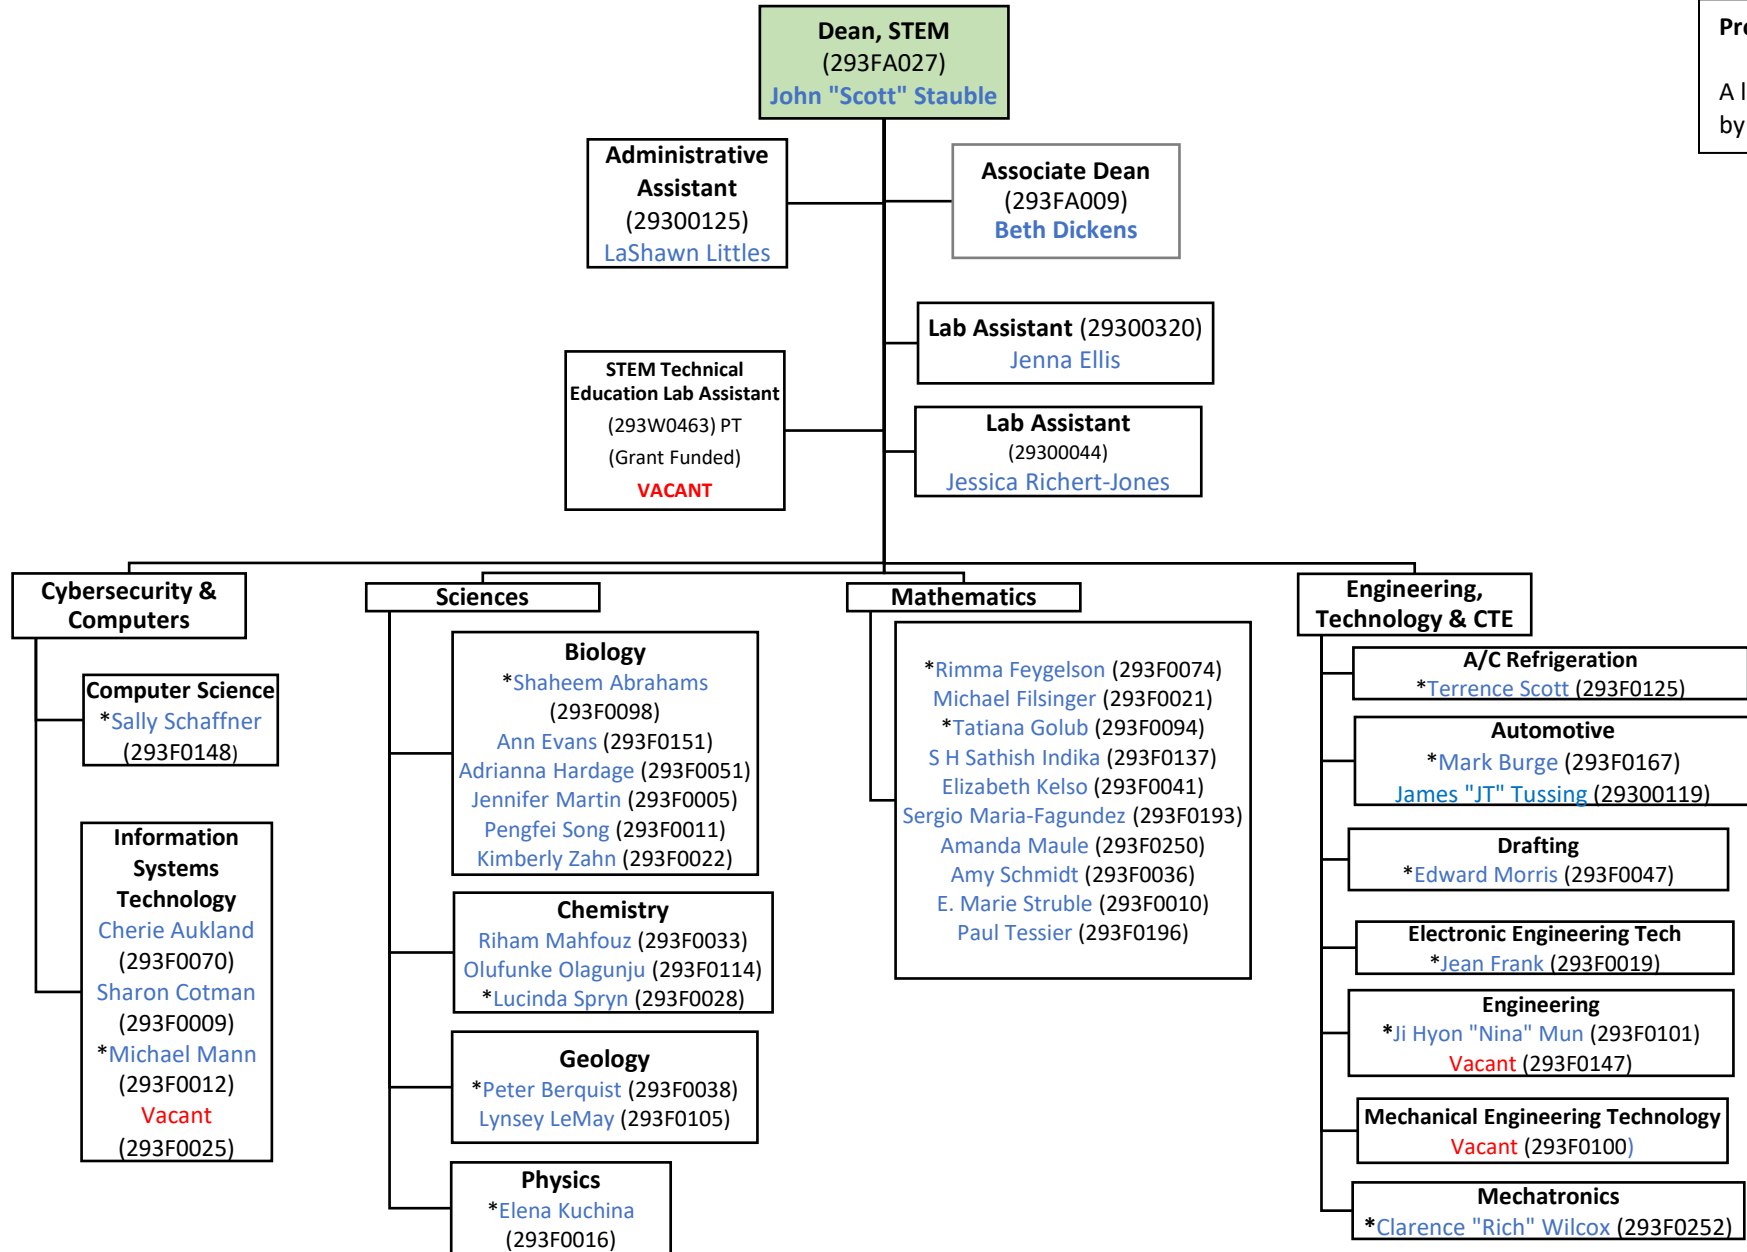 Dean, STEM
(293FA027)
John "Scott" Stauble
Pr
A l
by
Administrative
Assistant
(29300125)
LaShawn Littles
Associate Dean
(293FA009)
Beth Dickens
Lab Assistant (29300320)
Jenna Ellis
STEM Technical
Education Lab Assistant
(293W0463) PT
(Grant Funded)
VACANT
Lab Assistant
(29300044)
Jessica Richert-Jones
Cybersecurity &
Computers
Computer Science
*Sally Schaffner
(293F0148)
Information
Systems
Technology
Cherie Aukland
(293F0070)
Sharon Cotman
(293F0009)
*Michael Mann
(293F0012)
Vacant
(293F0025)
Sciences
Biology
*Shaheem Abrahams
(293F0098)
Ann Evans (293F0151)
Adrianna Hardage (293F0051)
Jennifer Martin (293F0005)
Pengfei Song (293F0011)
Kimberly Zahn (293F0022)
Chemistry
Riham Mahfouz (293F0033)
Olufunke Olagunju (293F0114)
*Lucinda Spryn (293F0028)
Geology
*Peter Berquist (293F0038)
Lynsey LeMay (293F0105)
Physics
*Elena Kuchina
(293F0016)
Mathematics
*Rimma Feygelson (293F0074)
Michael Filsinger (293F0021)
*Tatiana Golub (293F0094)
S H Sathish Indika (293F0137)
Elizabeth Kelso (293F0041)
Sergio Maria-Fagundez (293F0193)
Amanda Maule (293F0250)
Amy Schmidt (293F0036)
E. Marie Struble (293F0010)
Paul Tessier (293F0196)
Engineering,
Technology & CTE
A/C Refrigeration
*Terrence Scott (293F0125)
Automotive
*Mark Burge (293F0167)
James "JT" Tussing (29300119)
Drafting
*Edward Morris (293F0047)
Electronic Engineering Tech
*Jean Frank (293F0019)
Engineering
*Ji Hyon "Nina" Mun (293F0101)
Vacant (293F0147)
Mechanical Engineering Technology
Vacant (293F0100)
Mechatronics
*Clarence "Rich" Wilcox (293F0252)